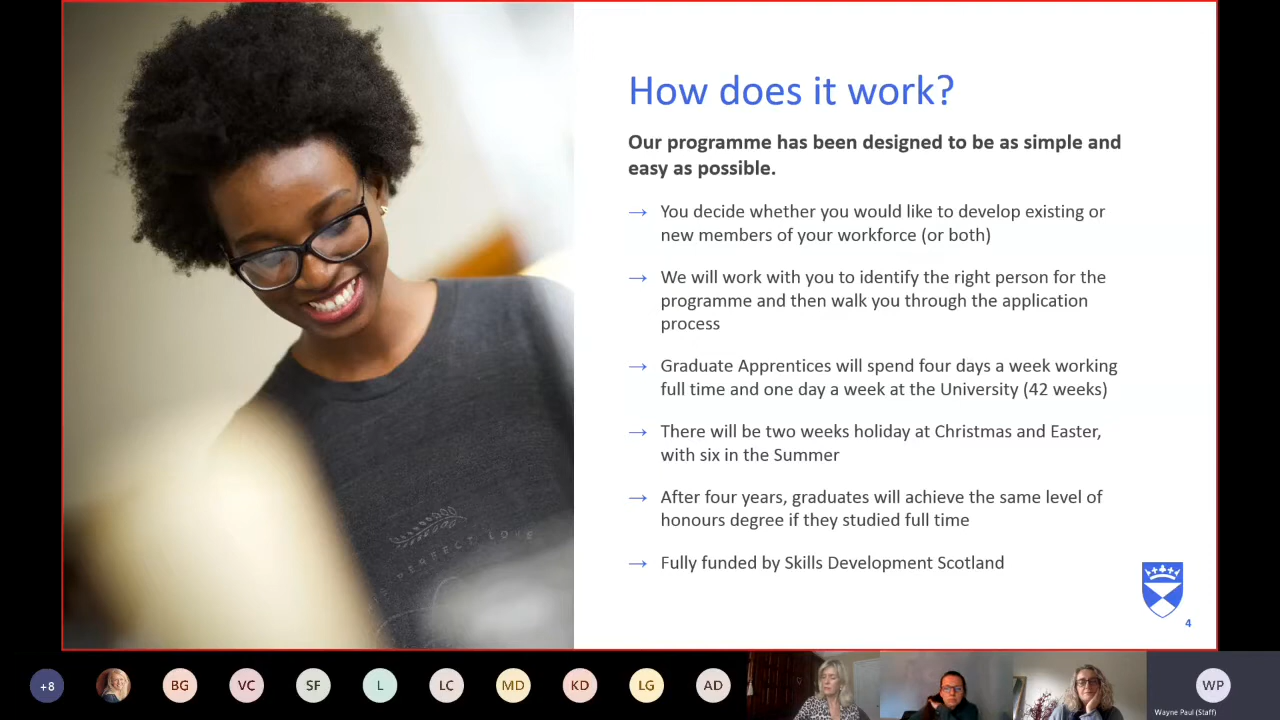 How does it work?
Our programme has been designed to be as simple and
easy as possible.
→ You decide whether you would like to develop existing or
new members of your workforce (or both)
→ We will work with you to identify the right person for the
programme and then walk you through the application
process
→ Graduate Apprentices will spend four days a week working
full time and one day a week at the University (42 weeks)
→ There will be two weeks holiday at Christmas and Easter,
with six in the Summer
→ After four years, graduates will achieve the same level of
honours degree if they studied full time
→ Fully funded by Skills Development Scotland
4
PERFECT LOVE
+8
BG
VC
SF
L
LC
MD
KD
LG
AD
WP
Wayne Paul (Staff)